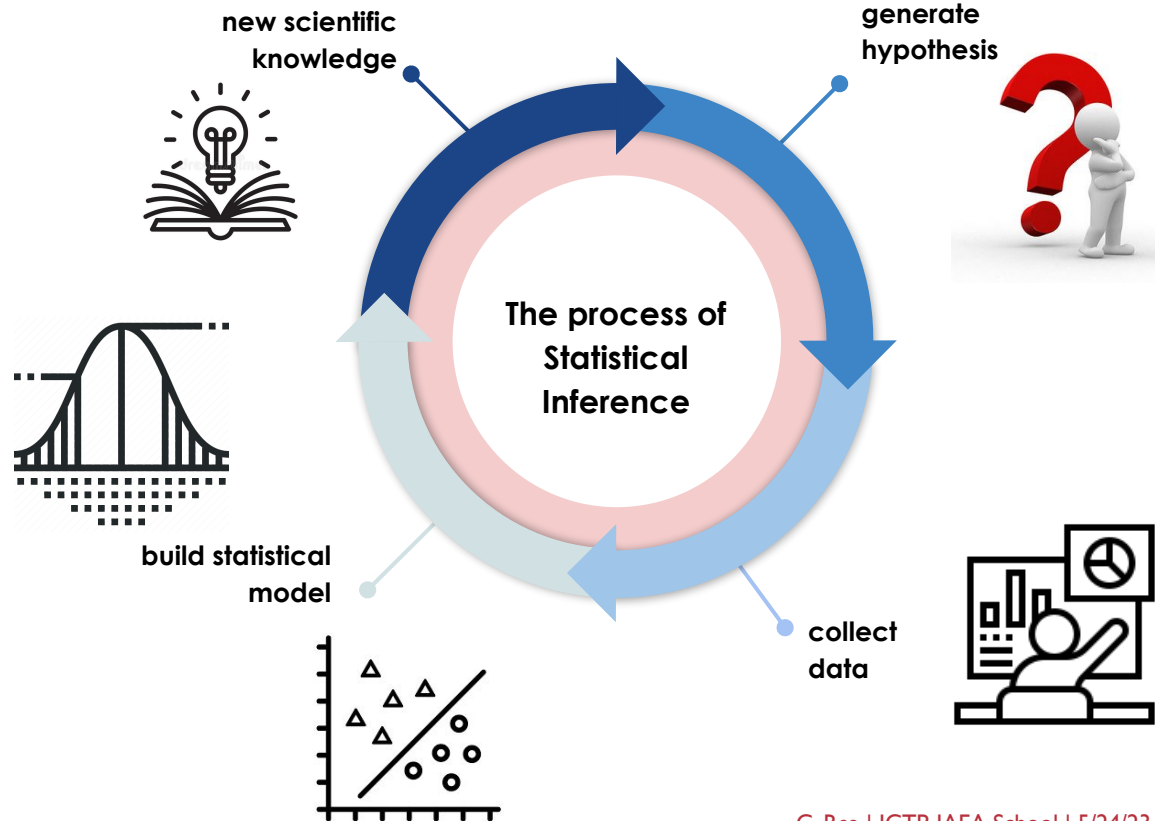 new scientific
knowledge
generate
hypothesis
The process of
Statistical
Inference
build statistical
model
collect
data